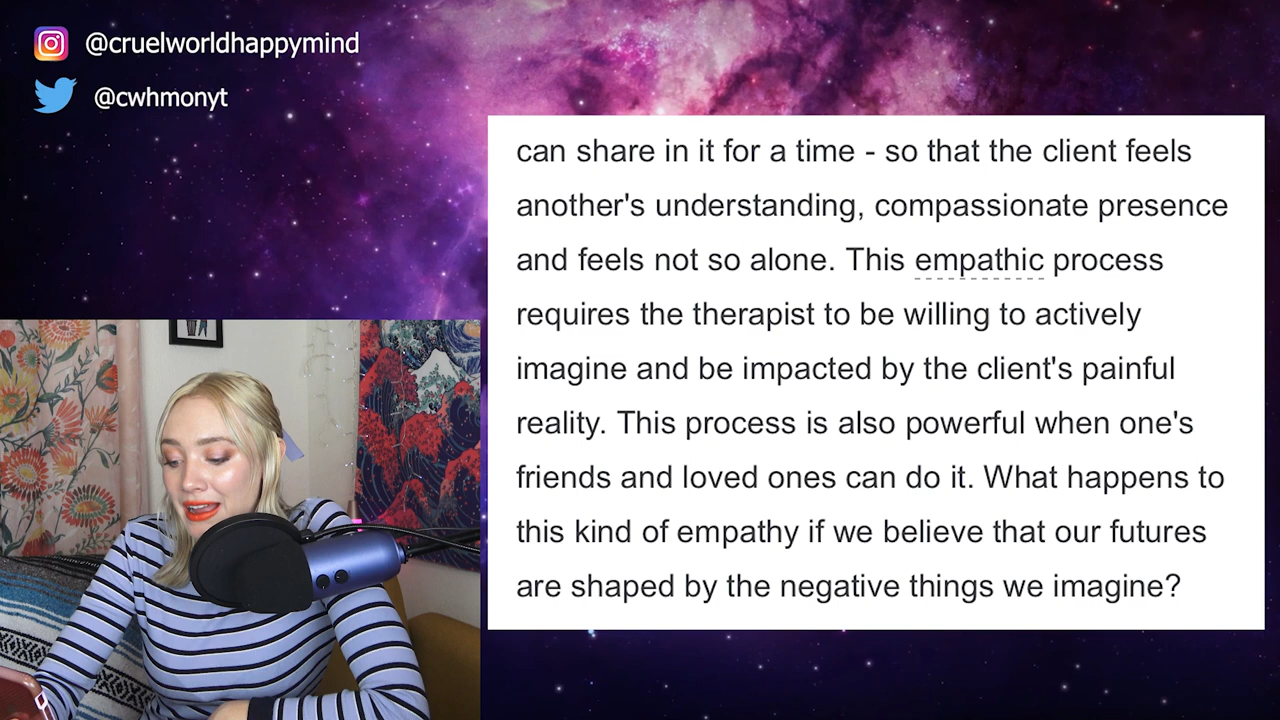 @cruelworldhappymind
@cwhmonyt
can share in it for a time - so that the client feels
another's understanding, compassionate presence
and feels not so alone. This empathic process
requires the therapist to be willing to actively
imagine and be impacted by the client's painful
reality. This process is also powerful when one's
friends and loved ones can do it. What happens to
this kind of empathy if we believe that our futures
are shaped by the negative things we imagine?